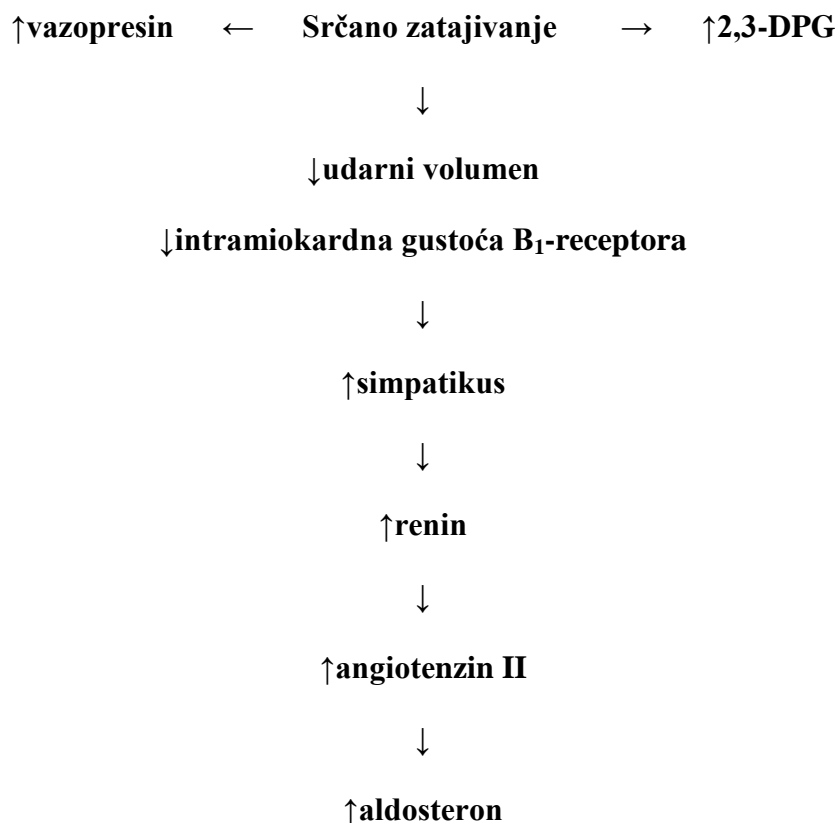 ↑vazopresin ← Srčano zatajivanje → ↑2,3-DPG
↓
↓udarni volumen
↓intramiokardna gustoća B₁-receptora
↓
↑simpatikus
↓
↑renin
↓
↑angiotenzin II
↓
↑aldosteron